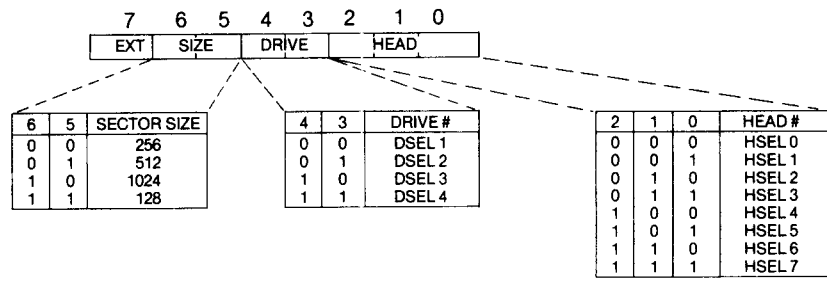 7 6 5 4 3 2 1 0
EXT SIZE DRIVE HEAD
6 5 SECTOR SIZE
0 0 256
0 1 512
1 0 1024
1 1 128
4 3 DRIVE #
0 0 DSEL 1
0 1 DSEL 2
1 0 DSEL 3
1 1 DSEL 4
2 1 0 HEAD #
0 0 0 HSEL 0
0 0 1 HSEL 1
0 1 0 HSEL 2
0 1 1 HSEL 3
1 0 0 HSEL 4
1 0 1 HSEL 5
1 1 0 HSEL 6
1 1 1 HSEL 7